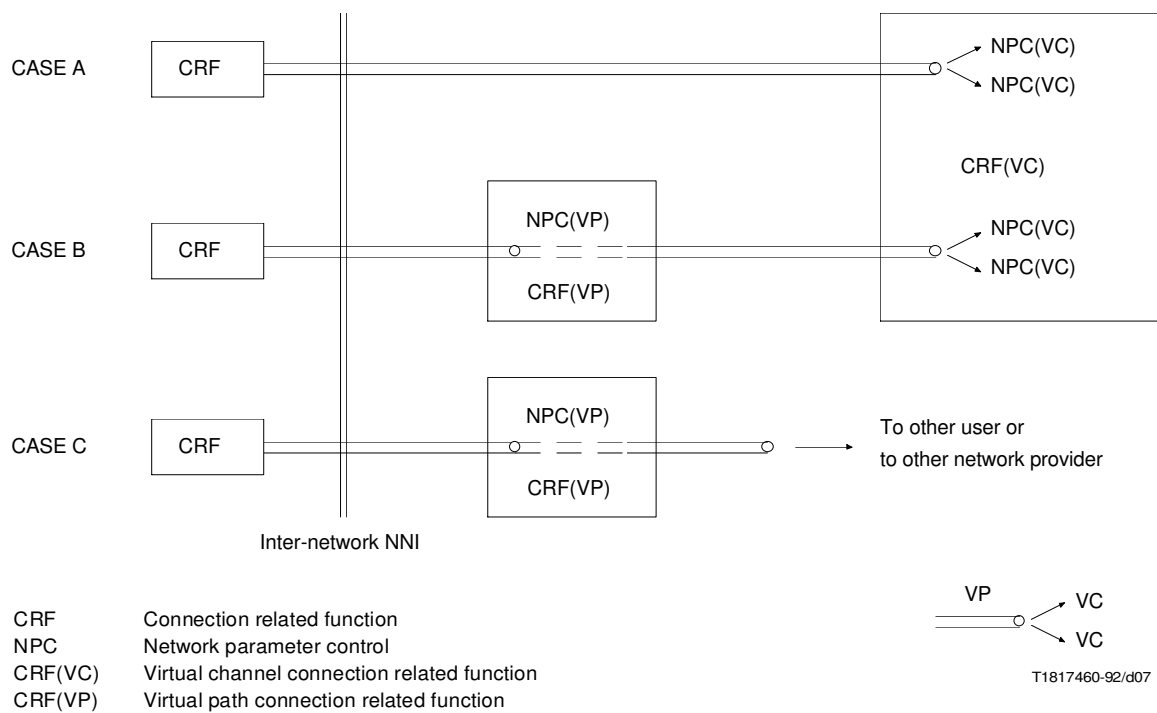 NPC(VC)
CASE A CRF
NPC(VC)
CRF(VC)
NPC(VP) NPC(VC)
CASE B CRF
NPC(VC)
CRF(VP)
NPC(VP)
To other user or
CASE C CRF
to other network provider
CRF(VP)
Inter-network NNI
VP VC
CRF Connection related function
VC
NPC Network parameter control
CRF(VC) Virtual channel connection related function
T1817460-92/d07
CRF(VP) Virtual path connection related function